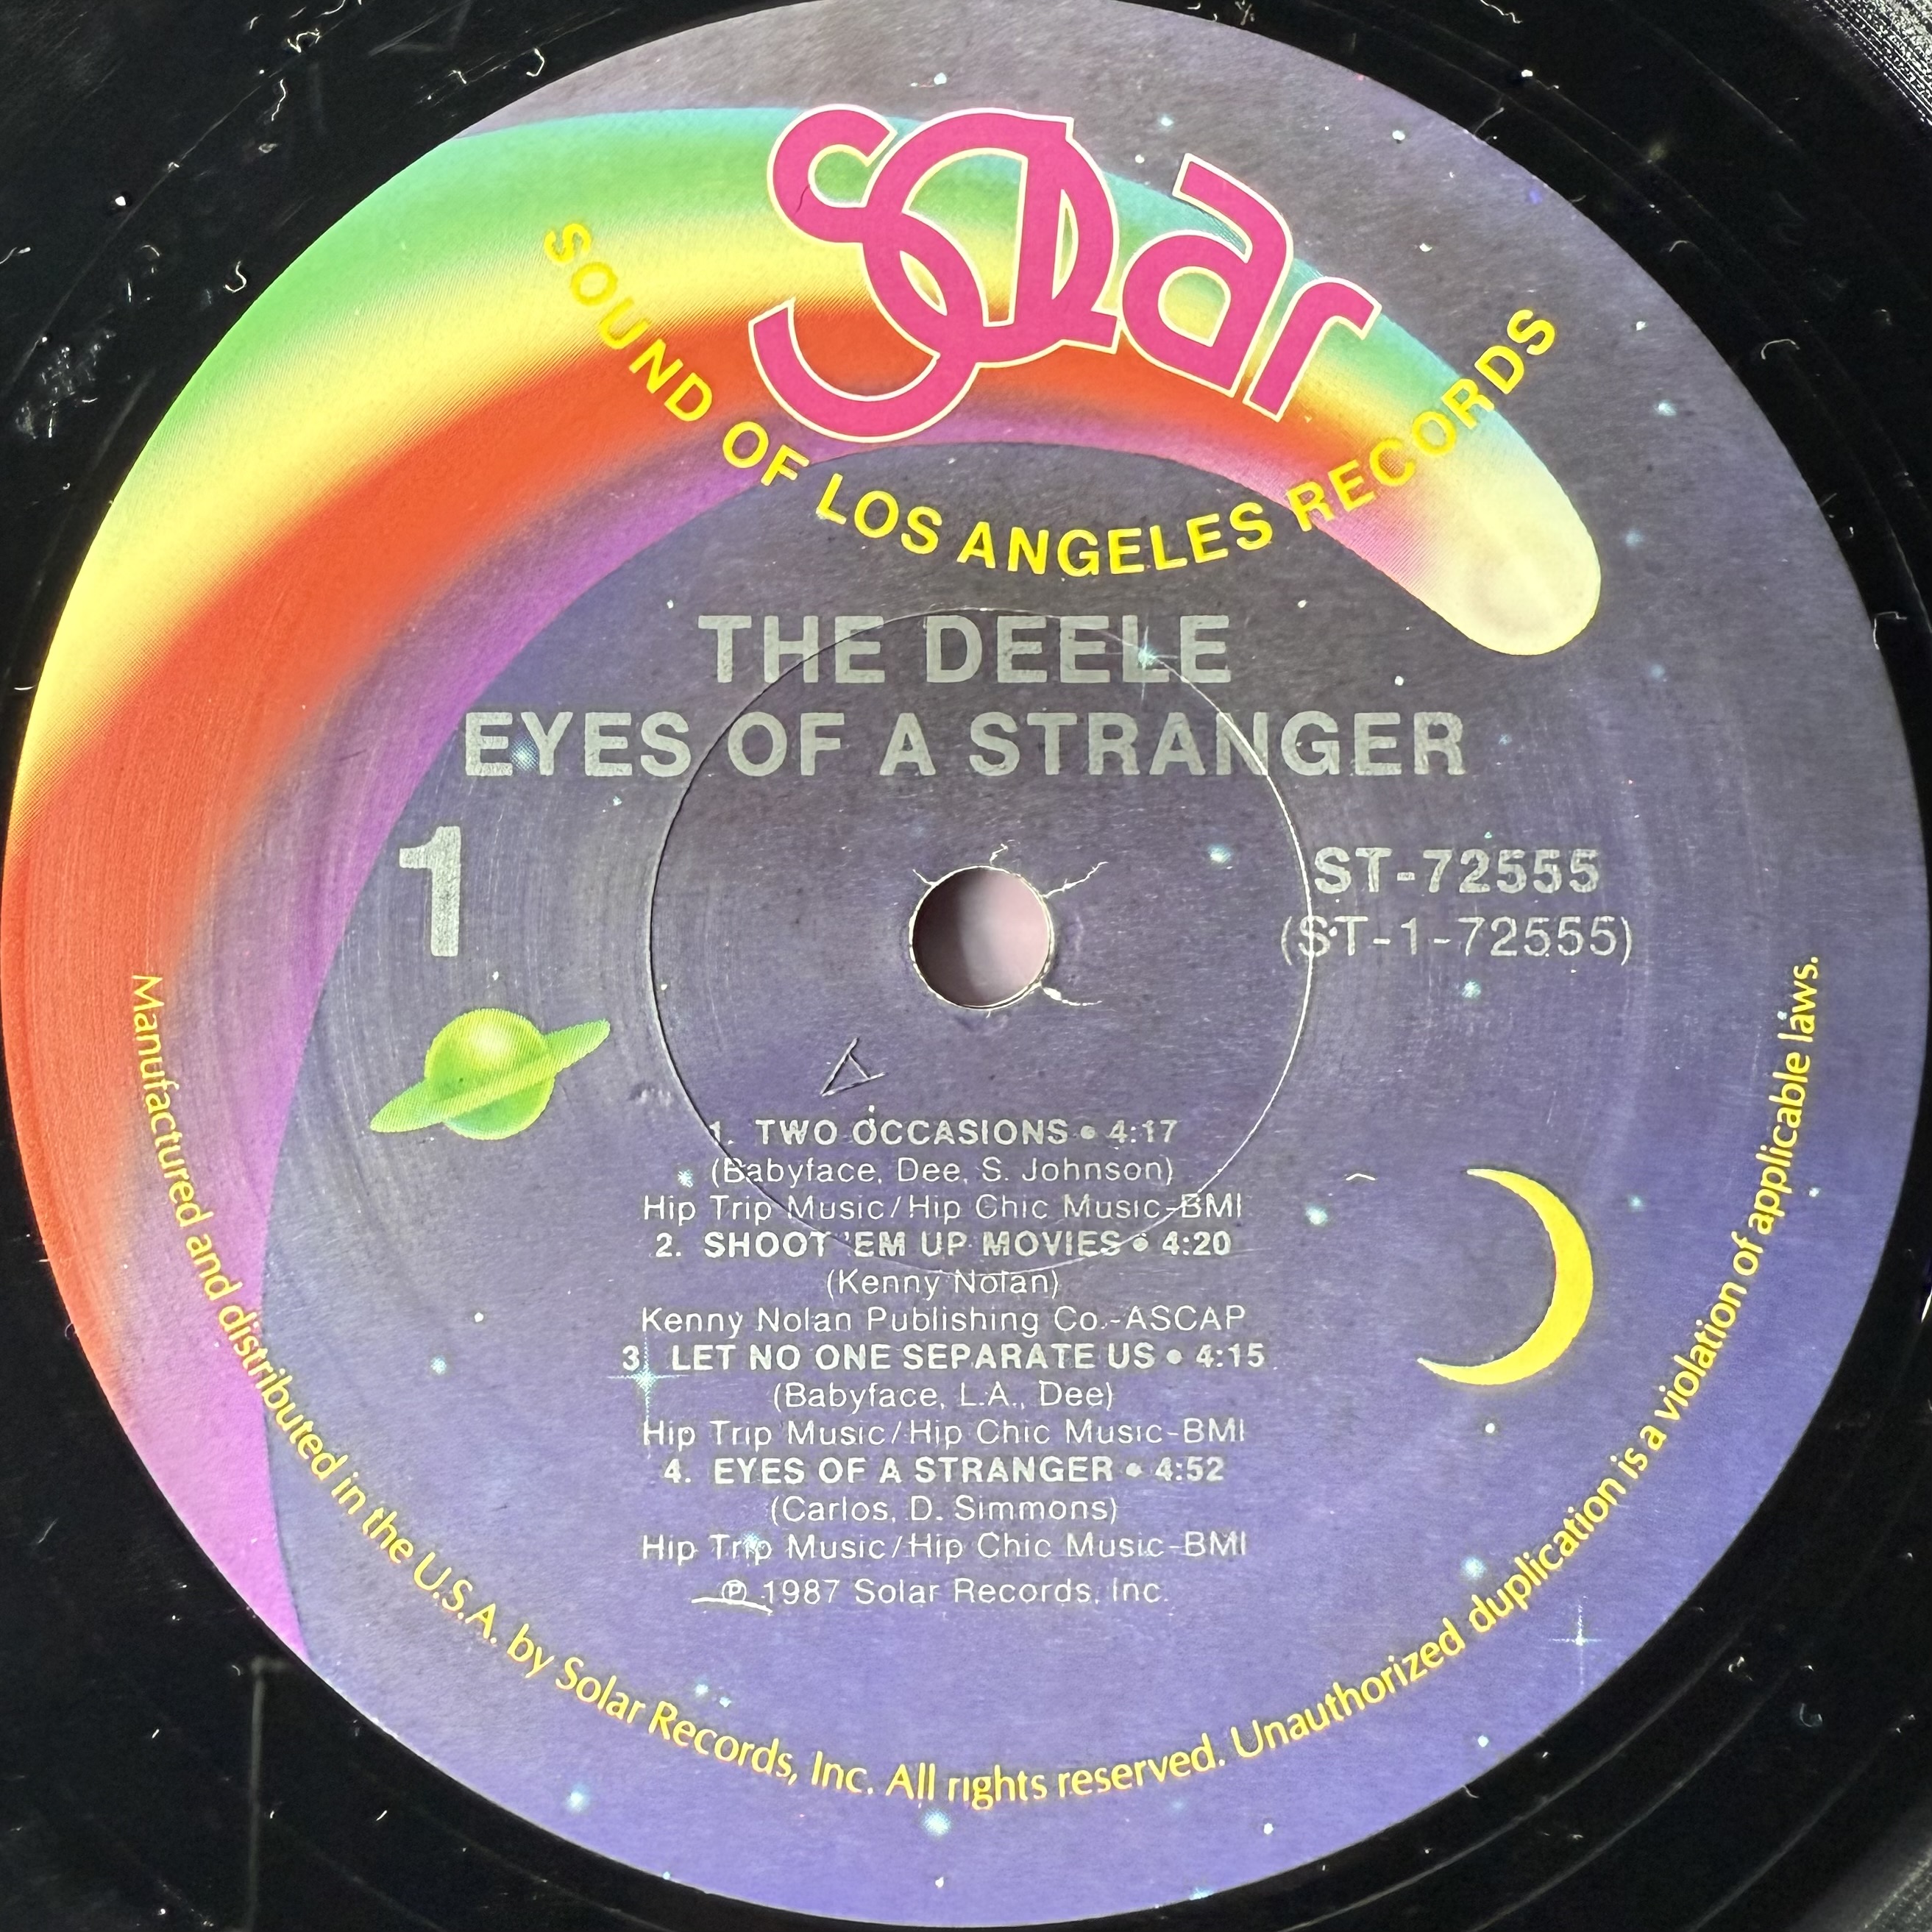 solar
SOUND OF LOS ANGELES RECORDS
THE DEELE
EYES OF A STRANGER
1
ST-72555
(ST-1-72555)
1. TWO OCCASIONS • 4:17
(Babyface, Dee, S. Johnson)
Hip Trip Music/Hip Chic Music-BMI
2. SHOOT 'EM UP MOVIES • 4:20
(Kenny Nolan)
Kenny Nolan Publishing Co.-ASCAP
3. LET NO ONE SEPARATE US • 4:15
(Babyface, L.A., Dee)
Hip Trip Music/Hip Chic Music-BMI
4. EYES OF A STRANGER • 4:52
(Carlos, D. Simmons)
Hip Trip Music/Hip Chic Music-BMI
℗ 1987 Solar Records, Inc.
Manufactured and distributed in the U.S.A. by Solar Records, Inc. All rights reserved. Unauthorized duplication is a violation of applicable laws.